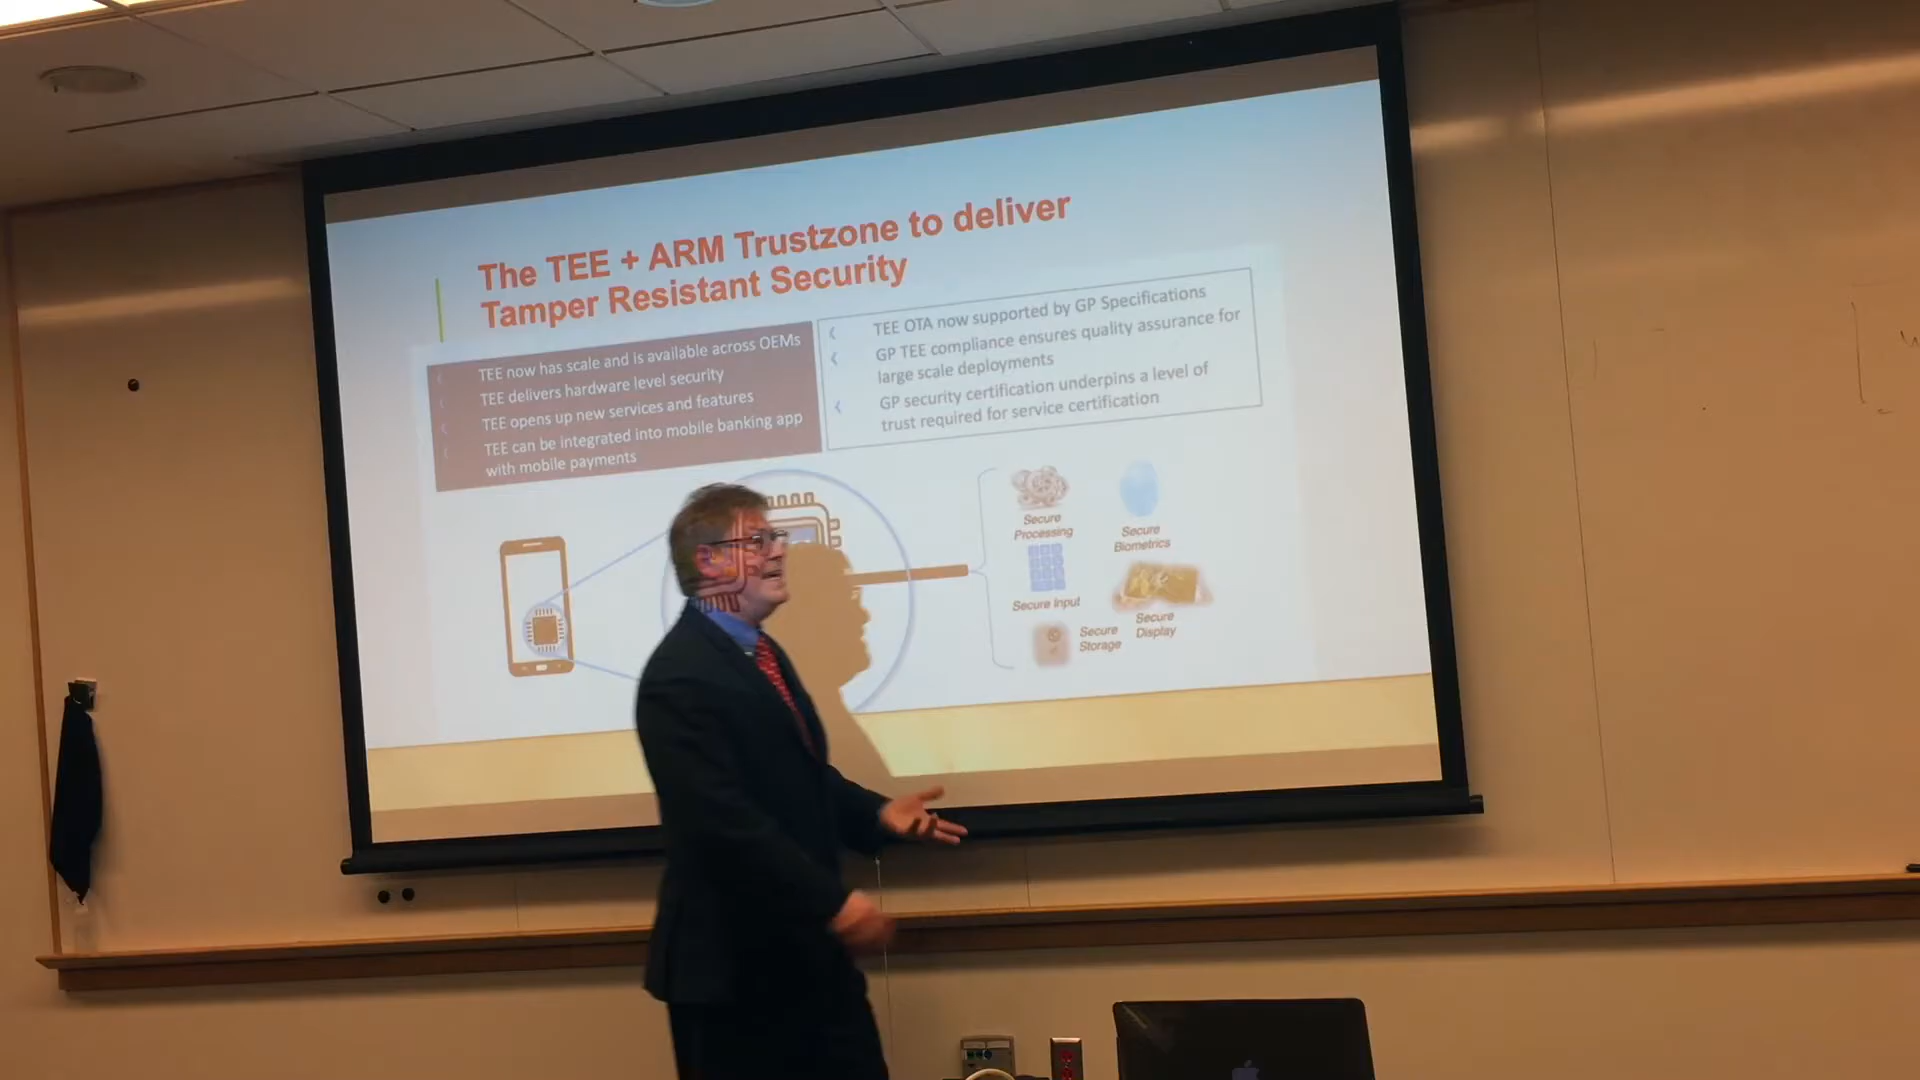 The TEE + ARM Trustzone to deliver
Tamper Resistant Security
TEE now has scale and is available across OEMs
TEE delivers hardware level security
TEE opens up new services and features
TEE can be integrated into mobile banking app
with mobile payments
TEE OTA now supported by GP Specifications
GP TEE compliance ensures quality assurance for
large scale deployments
GP security certification underpins a level of
trust required for service certification
Secure
Processing
Secure
Biometrics
Secure Input
Secure
Display
Secure
Storage